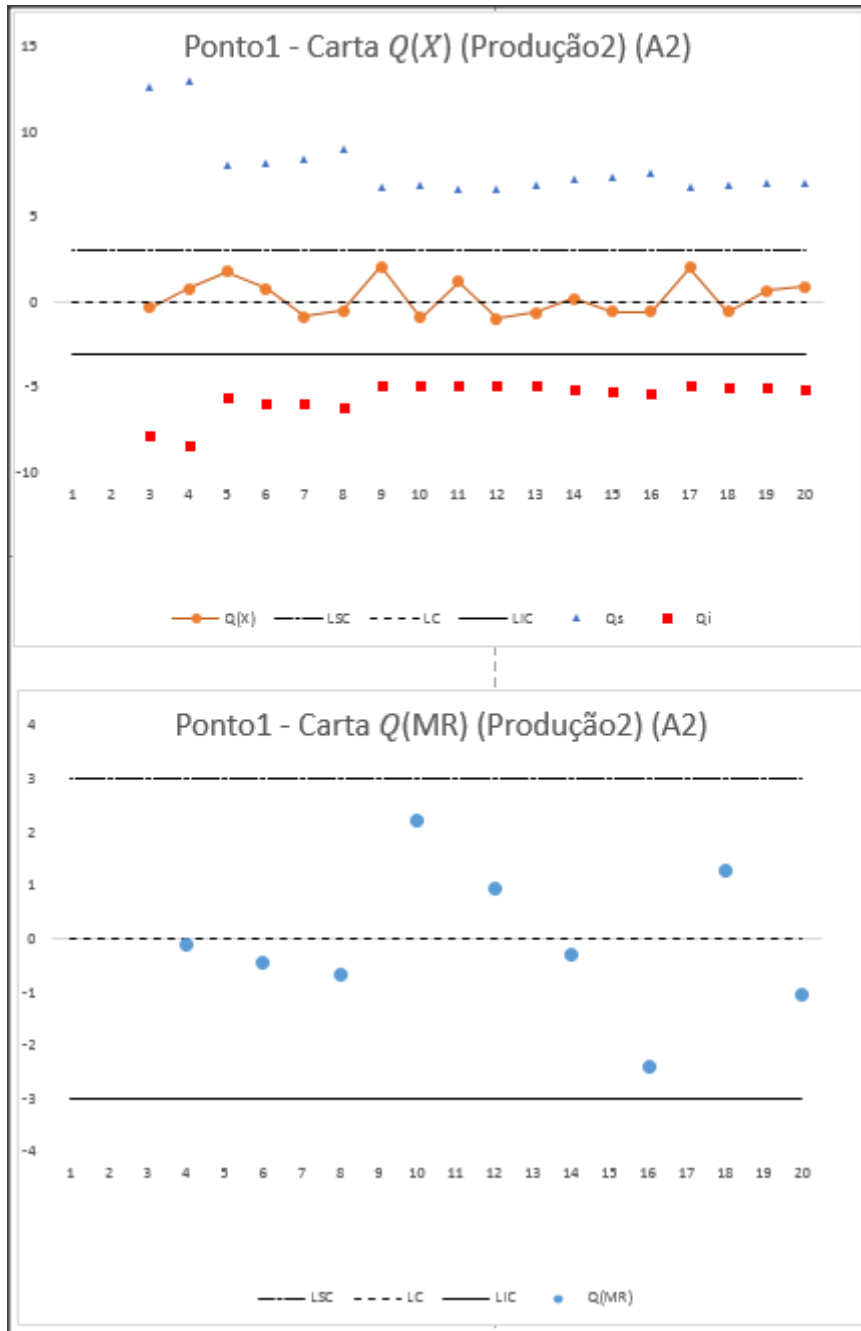 Ponto1 - Carta Q(X) (Produção2) (A2)
15
10
5
0
-5
-10
1 2 3 4 5 6 7 8 9 10 11 12 13 14 15 16 17 18 19 20
Q(X) LSC LC LIC Qs Qi
Ponto1 - Carta Q(MR) (Produção2) (A2)
4
3
2
1
0
-1
-2
-3
-4
1 2 3 4 5 6 7 8 9 10 11 12 13 14 15 16 17 18 19 20
LSC LC LIC Q(MR)